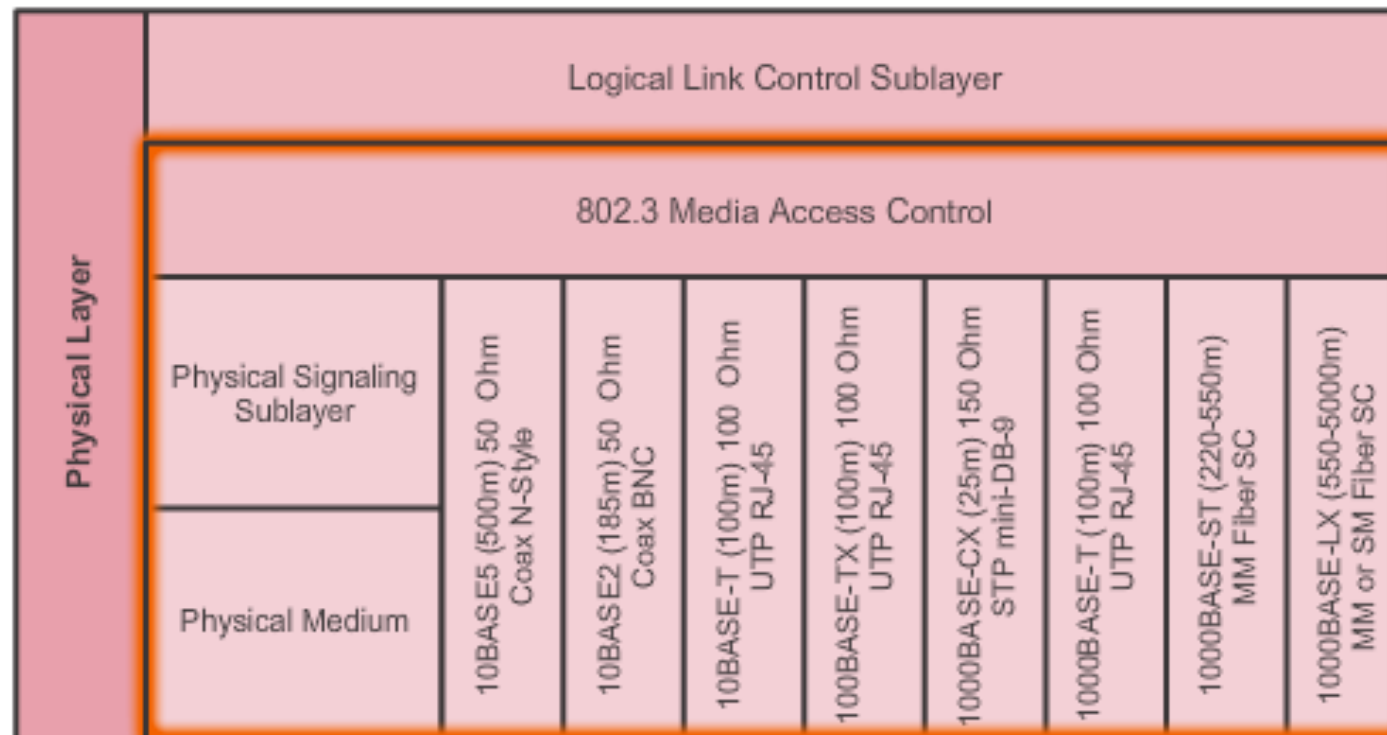 Logical Link Control Sublayer
802.3 Media Access Control
Physical Layer
Physical Signaling
Sublayer
Physical Medium
10BASE5 (500m) 50 Ohm
Coax N-Style
10BASE2 (185m) 50 Ohm
Coax BNC
10BASE-T (100m) 100 Ohm
UTP RJ-45
100BASE-TX (100m) 100 Ohm
UTP RJ-45
1000BASE-CX (25m) 150 Ohm
STP mini-DB-9
1000BASE-T (100m) 100 Ohm
UTP RJ-45
1000BASE-ST (220-550m)
MM Fiber SC
1000BASE-LX (550-5000m)
MM or SM Fiber SC